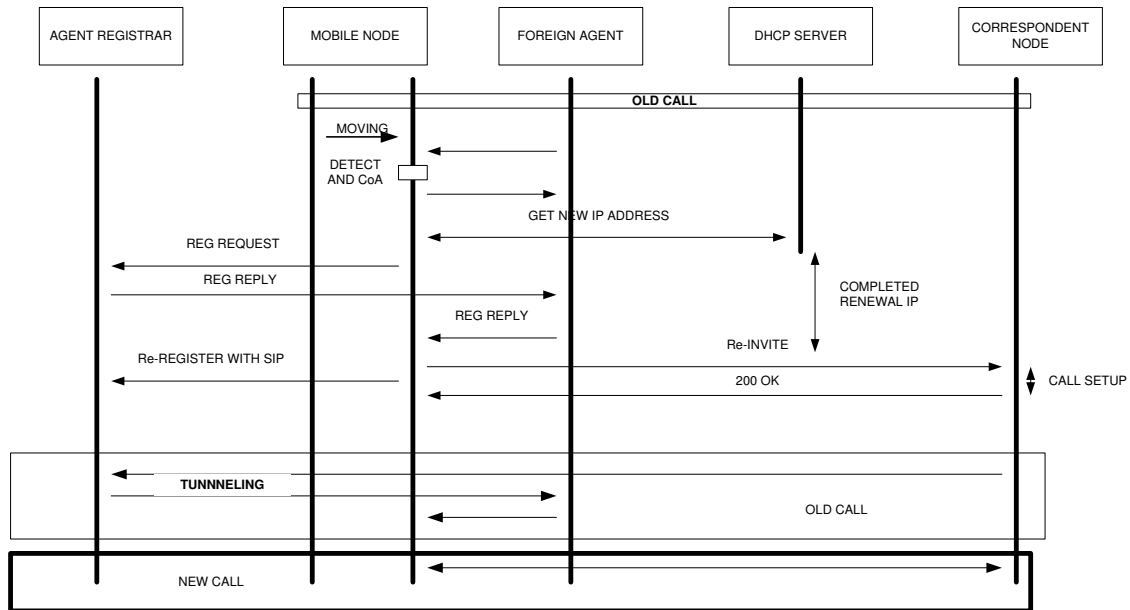 AGENT REGISTRAR
MOBILE NODE
FOREIGN AGENT
DHCP SERVER
CORRESPONDENT
NODE
OLD CALL
MOVING
DETECT
AND CoA
GET NEW IP ADDRESS
REG REQUEST
REG REPLY
COMPLETED
RENEWAL IP
REG REPLY
Re-INVITE
Re-REGISTER WITH SIP
200 OK
CALL SETUP
TUNNNELING
OLD CALL
NEW CALL